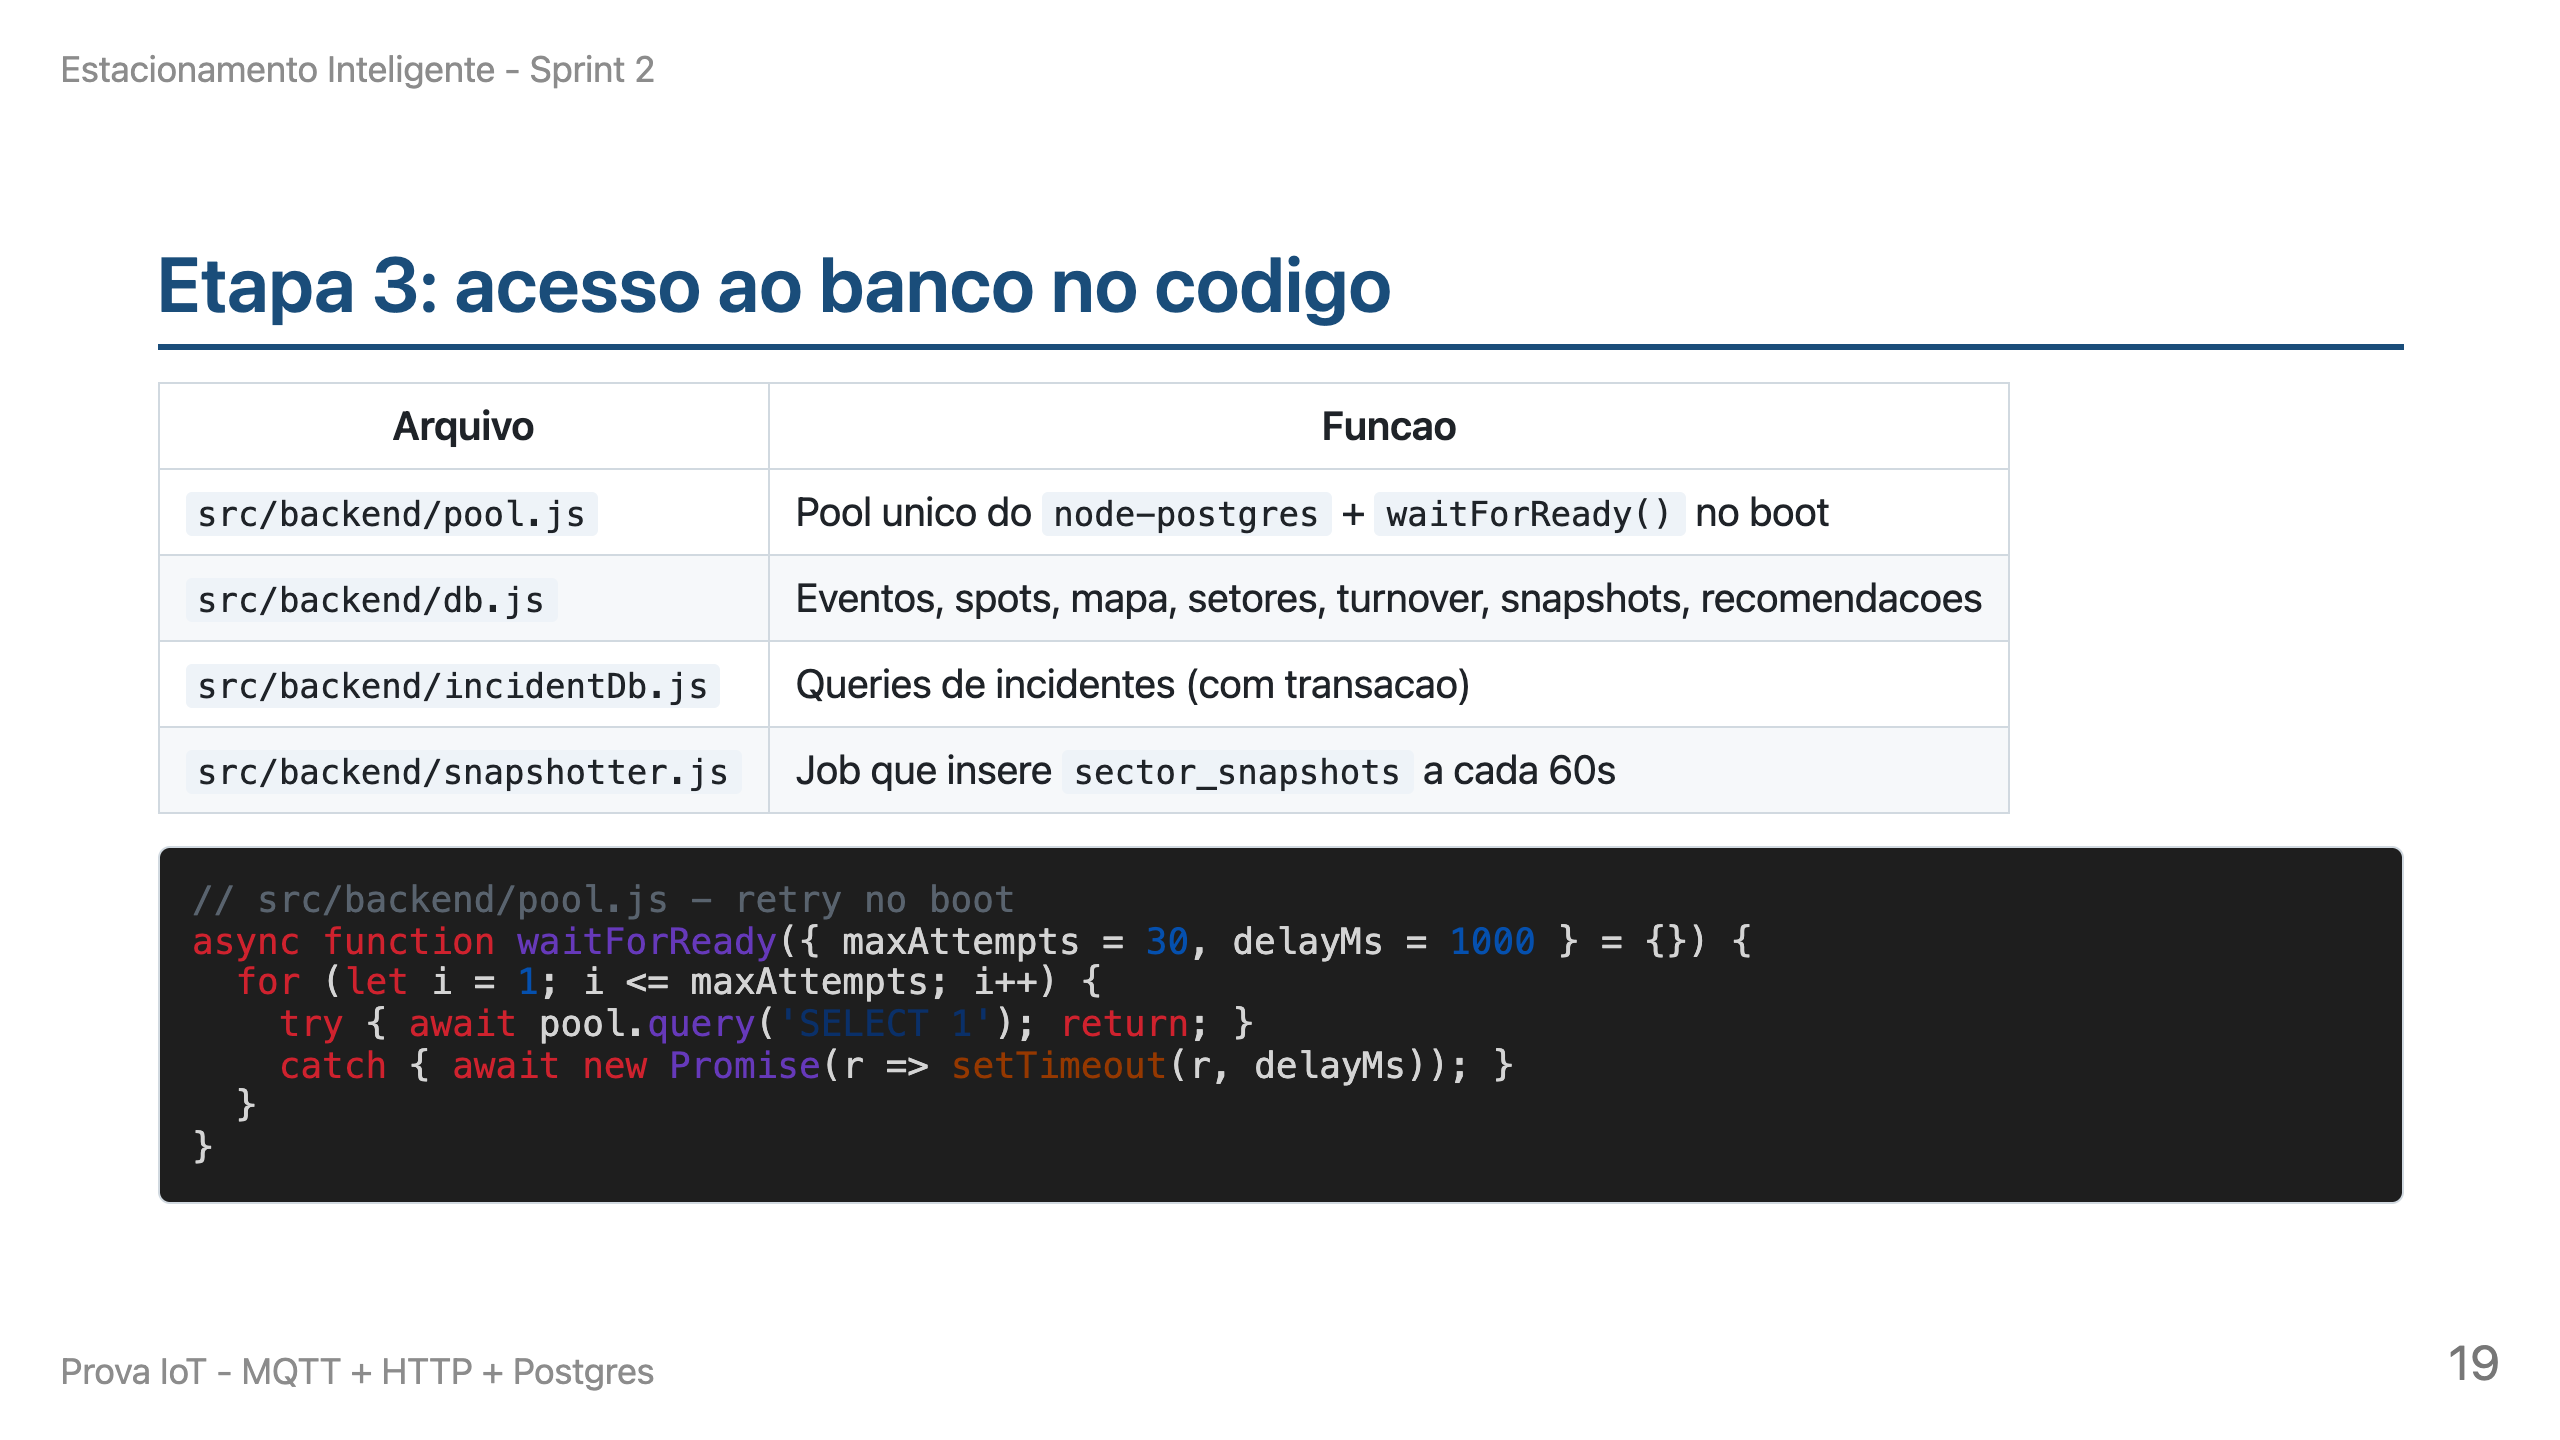 Estacionamento Inteligente - Sprint 2
Etapa 3: acesso ao banco no codigo
Arquivo Funcao
src/backend/pool.js Pool unico do node-postgres + waitForReady() no boot
src/backend/db.js Eventos, spots, mapa, setores, turnover, snapshots, recomendacoes
src/backend/incidentDb.js Queries de incidentes (com transacao)
src/backend/snapshotter.js Job que insere sector_snapshots a cada 60s
// src/backend/pool.js - retry no boot
async function waitForReady({ maxAttempts = 30, delayMs = 1000 } = {}) {
  for (let i = 1; i <= maxAttempts; i++) {
    try { await pool.query('SELECT 1'); return; }
    catch { await new Promise(r => setTimeout(r, delayMs)); }
  }
}
Prova IoT - MQTT + HTTP + Postgres
19